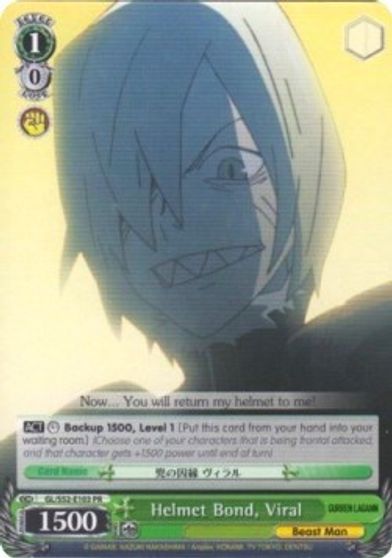 1
0
Now... You will return my helmet to me!
ACT Backup 1500, Level 1 [Put this card from your hand into your
waiting room] (Choose one of your characters that is being frontal attacked,
and that character gets +1500 power until end of turn)
Card Name 兜の因縁 ヴィラル
GL/S52-E103 PR
GURREN LAGANN
1500
Helmet Bond, Viral
Beast Man